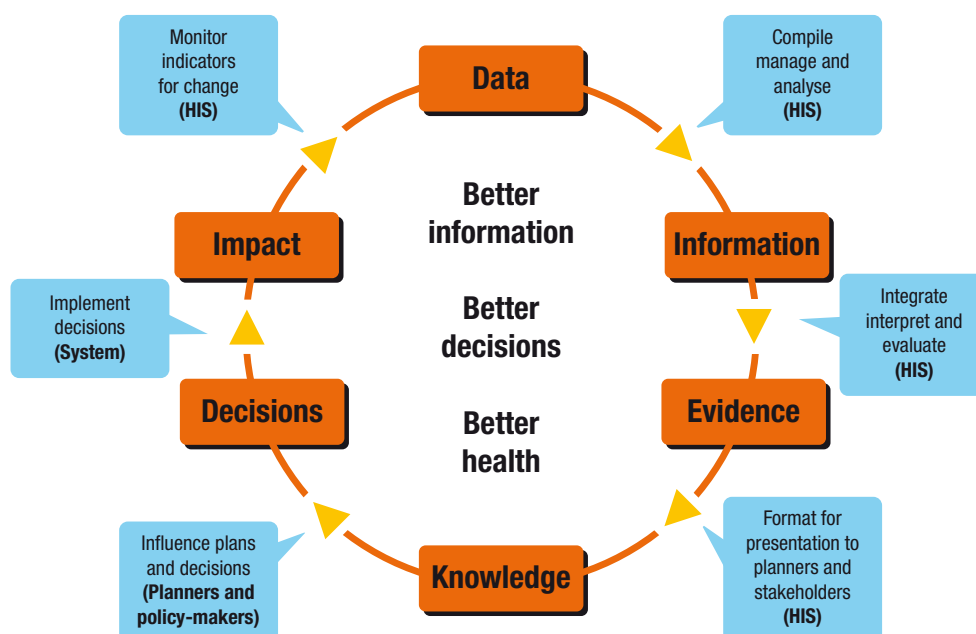 Monitor
indicators
for change
(HIS)
Data
Compile
manage and
analyse
(HIS)
Better
information
Impact
Information
Implement
decisions
(System)
Better
decisions
Integrate
interpret and
evaluate
(HIS)
Decisions
Evidence
Better
health
Influence plans
and decisions
(Planners and
policy-makers)
Knowledge
Format for
presentation to
planners and
stakeholders
(HIS)